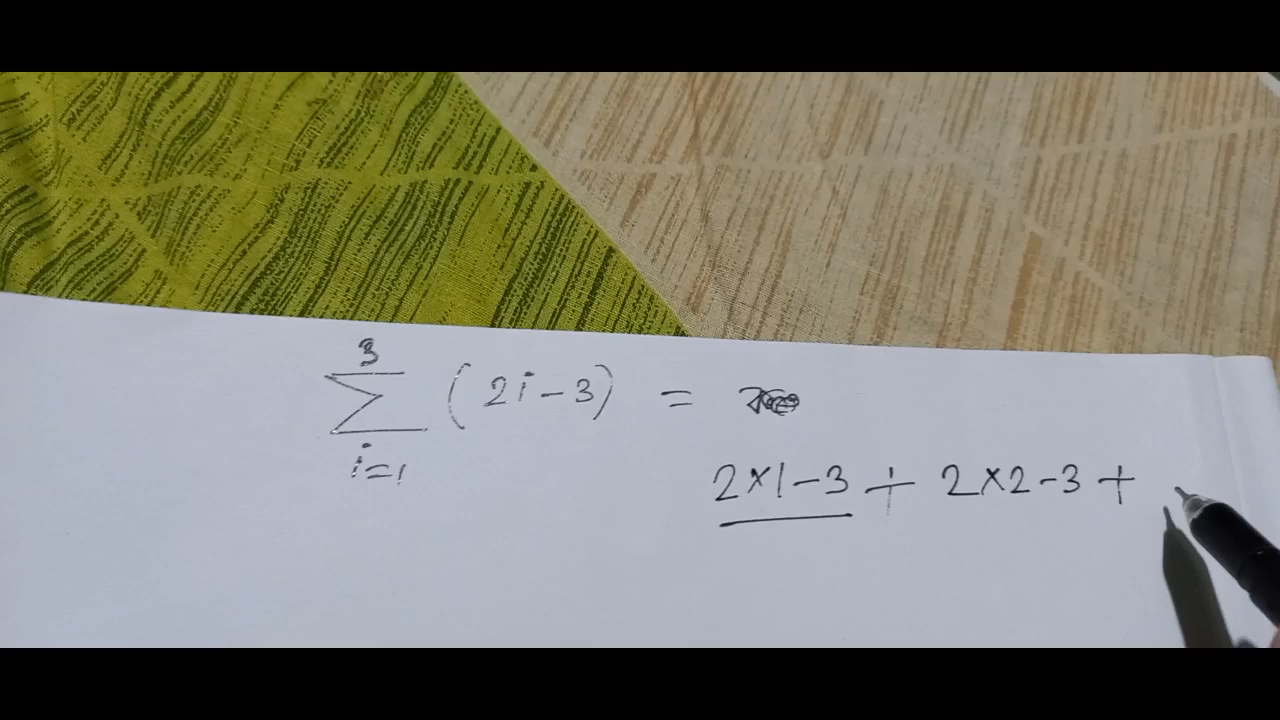 3
∑ (2i-3) =
i=1
2×1-3 + 2×2-3 +